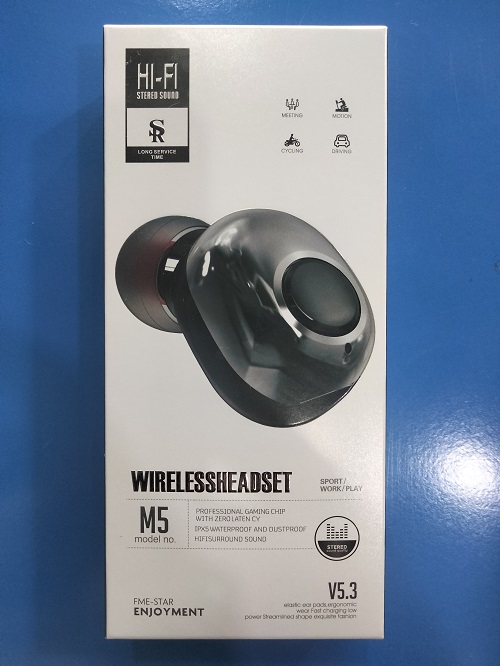 HI-FI
STEREO SOUND
SR
LONG SERVICE
TIME
MEETING
MOTION
CYCLING
DRIVING
WIRELESSHEADSET
SPORT/
WORK/PLAY
M5
model no.
PROFESSIONAL GAMING CHIP
WITH ZERO LATEN CY
IPX5 WATERPROOF AND DUSTPROOF
HIFISURROUND SOUND
STEREO
V5.3
elastic ear pads,ergonomic
wear Fast charging low
power Streamlined shape exquisite fashion
FME-STAR
ENJOYMENT